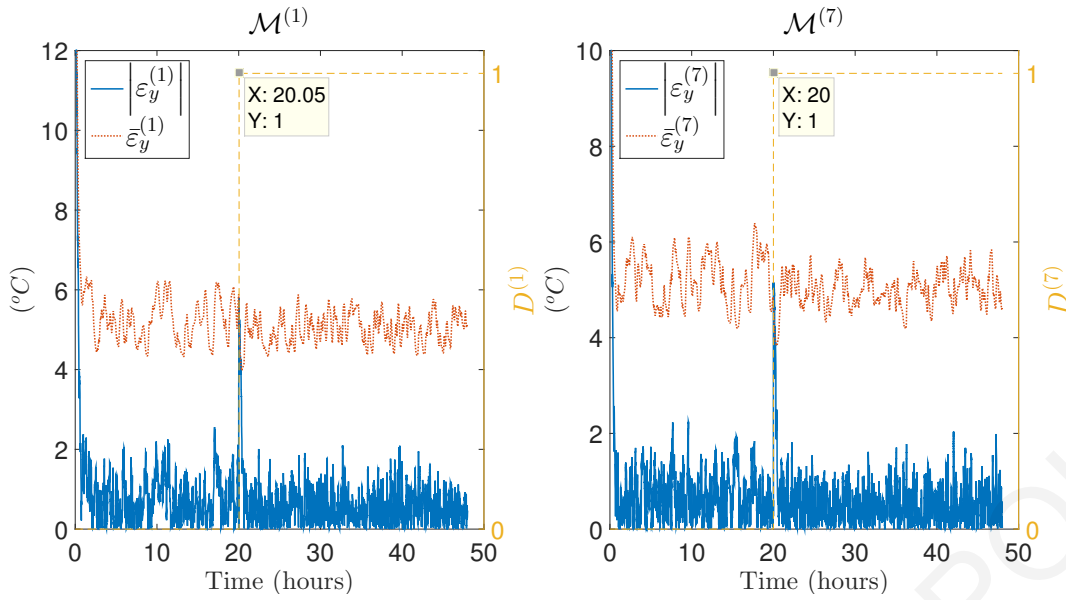 𝓜⁽¹⁾
|ε_y⁽¹⁾|
ε̄_y⁽¹⁾
X: 20.05
Y: 1
12
10
8
6
4
2
0
(°C)
1
0
D⁽¹⁾
0 10 20 30 40 50
Time (hours)
𝓜⁽⁷⁾
|ε_y⁽⁷⁾|
ε̄_y⁽⁷⁾
X: 20
Y: 1
10
8
6
4
2
0
(°C)
1
0
D⁽⁷⁾
0 10 20 30 40 50
Time (hours)